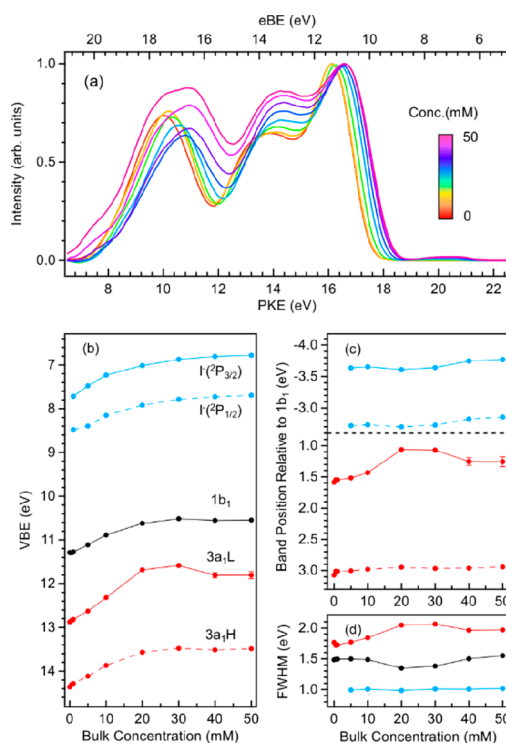 eBE (eV)
20 18 16 14 12 10 8 6
(a)
Intensity (arb. units)
1.0
0.5
0.0
Conc.(mM)
50
0
8 10 12 14 16 18 20 22
PKE (eV)
(b)
VBE (eV)
7
8
9
10
11
12
13
14
I⁻(²P₃/₂)
I⁻(²P₁/₂)
1b₁
3a₁L
3a₁H
0 10 20 30 40 50
Bulk Concentration (mM)
(c)
Band Position Relative to 1b₁ (eV)
-4.0
-3.5
-3.0
1.0
1.5
2.0
2.5
3.0
(d)
FWHM (eV)
2.0
1.5
1.0
0 10 20 30 40 50
Bulk Concentration (mM)